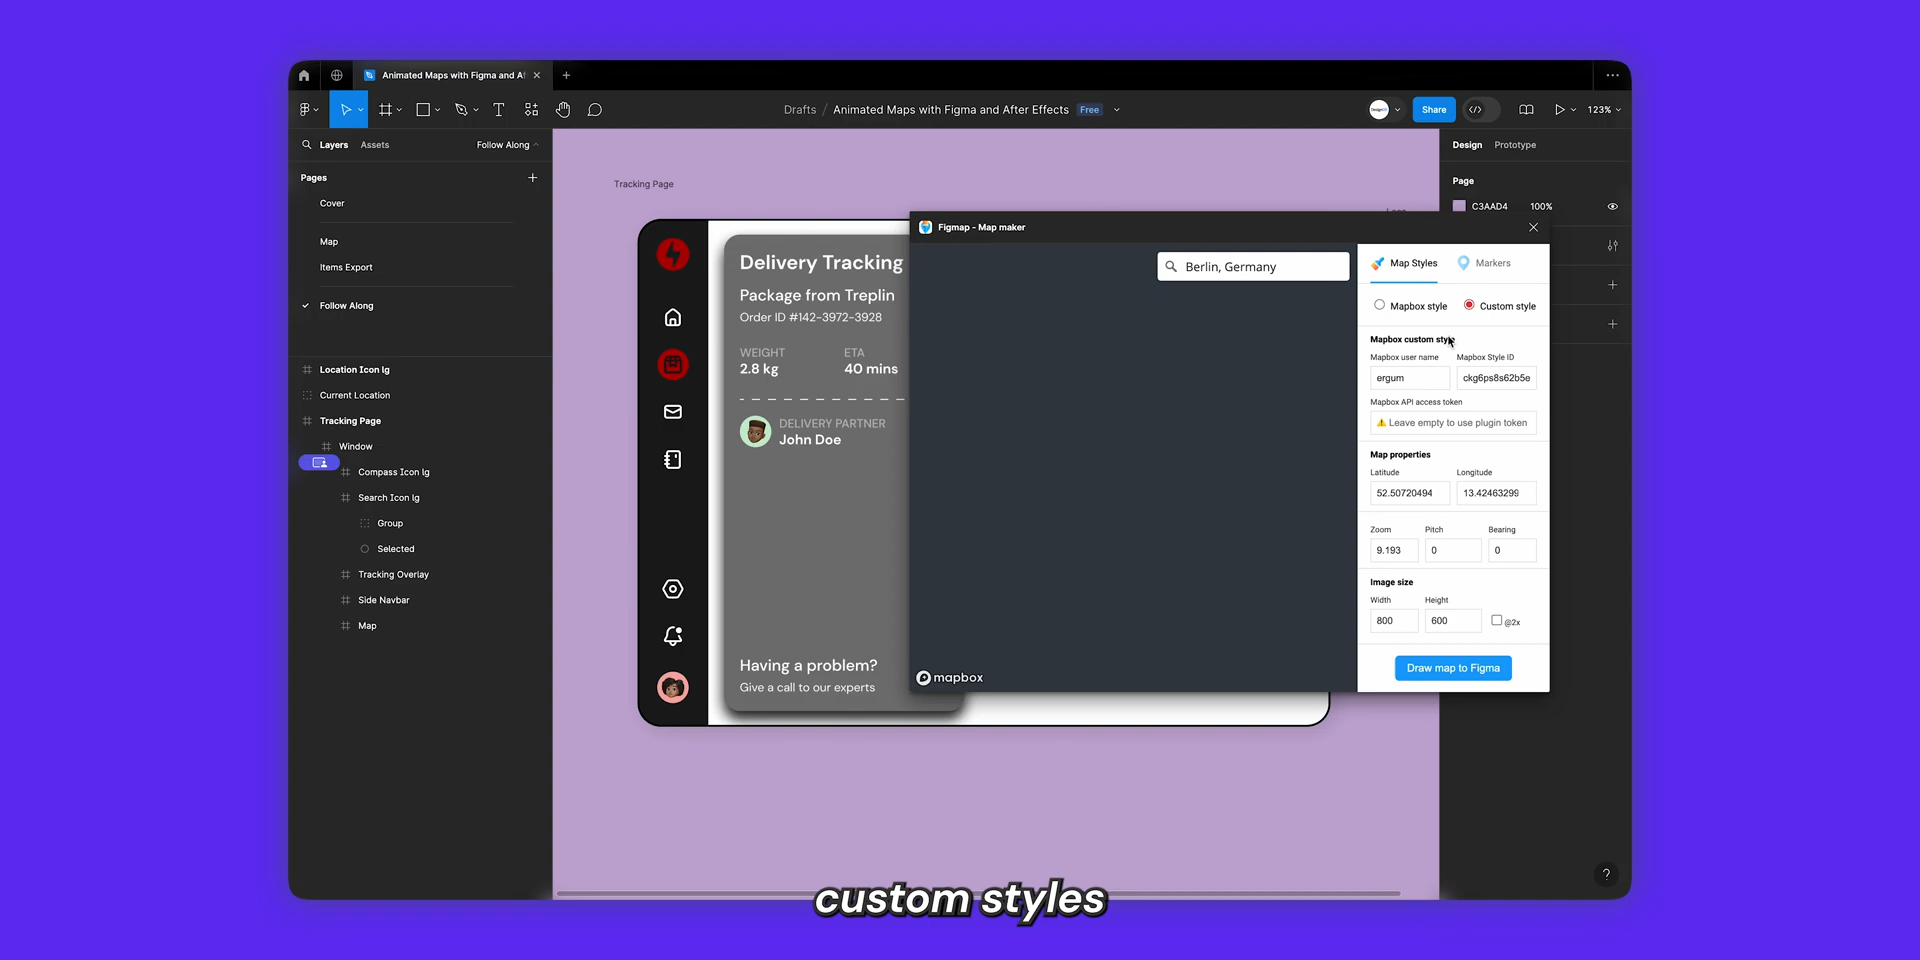 Animated Maps with Figma and Af
Drafts / Animated Maps with Figma and After Effects Free
Share
123%
Layers
Assets
Follow Along
Pages
Cover
Map
Items Export
Follow Along
Location Icon lg
Current Location
Tracking Page
Window
Compass Icon lg
Search Icon lg
Group
Selected
Tracking Overlay
Side Navbar
Map
Tracking Page
Delivery Tracking
Package from Treplin
Order ID #142-3972-3928
WEIGHT
ETA
2.8 kg
40 mins
DELIVERY PARTNER
John Doe
Having a problem?
Give a call to our experts
Figmap - Map maker
Berlin, Germany
mapbox
Map Styles
Markers
Mapbox style
Custom style
Mapbox custom style
Mapbox user name
Mapbox Style ID
ergum
ckg6ps8s62b5e
Mapbox API access token
⚠ Leave empty to use plugin token
Map properties
Latitude
Longitude
52.50720494
13.42463299
Zoom
Pitch
Bearing
9.193
0
0
Image size
Width
Height
800
600
@2x
Draw map to Figma
Design
Prototype
Page
C3AAD4
100%
?
custom styles